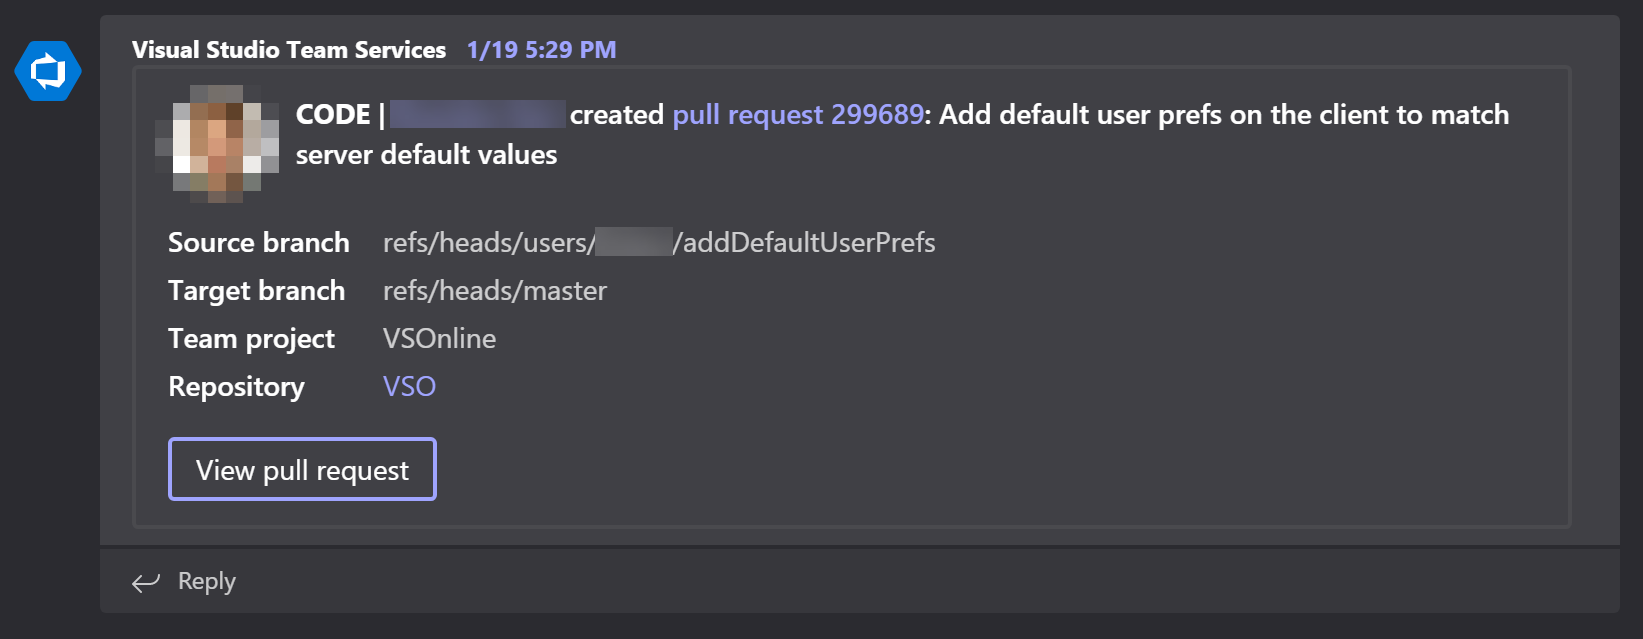 Visual Studio Team Services 1/19 5:29 PM
CODE | created pull request 299689: Add default user prefs on the client to match
server default values
Source branch refs/heads/users/ /addDefaultUserPrefs
Target branch refs/heads/master
Team project VSOnline
Repository VSO
View pull request
Reply